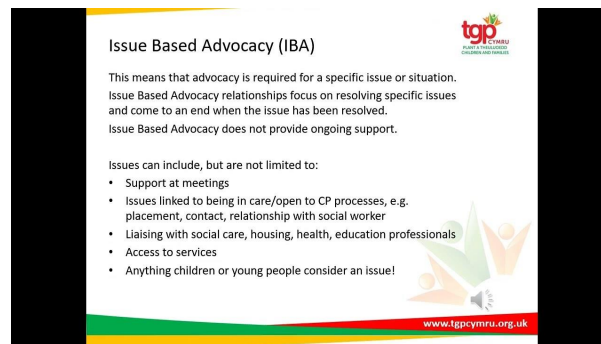 tgp
CYMRU
PLANT A THEULUOEDD
CHILDREN AND FAMILIES
Issue Based Advocacy (IBA)
This means that advocacy is required for a specific issue or situation.
Issue Based Advocacy relationships focus on resolving specific issues
and come to an end when the issue has been resolved.
Issue Based Advocacy does not provide ongoing support.
Issues can include, but are not limited to:
• Support at meetings
• Issues linked to being in care/open to CP processes, e.g.
placement, contact, relationship with social worker
• Liaising with social care, housing, health, education professionals
• Access to services
• Anything children or young people consider an issue!
www.tgpcymru.org.uk